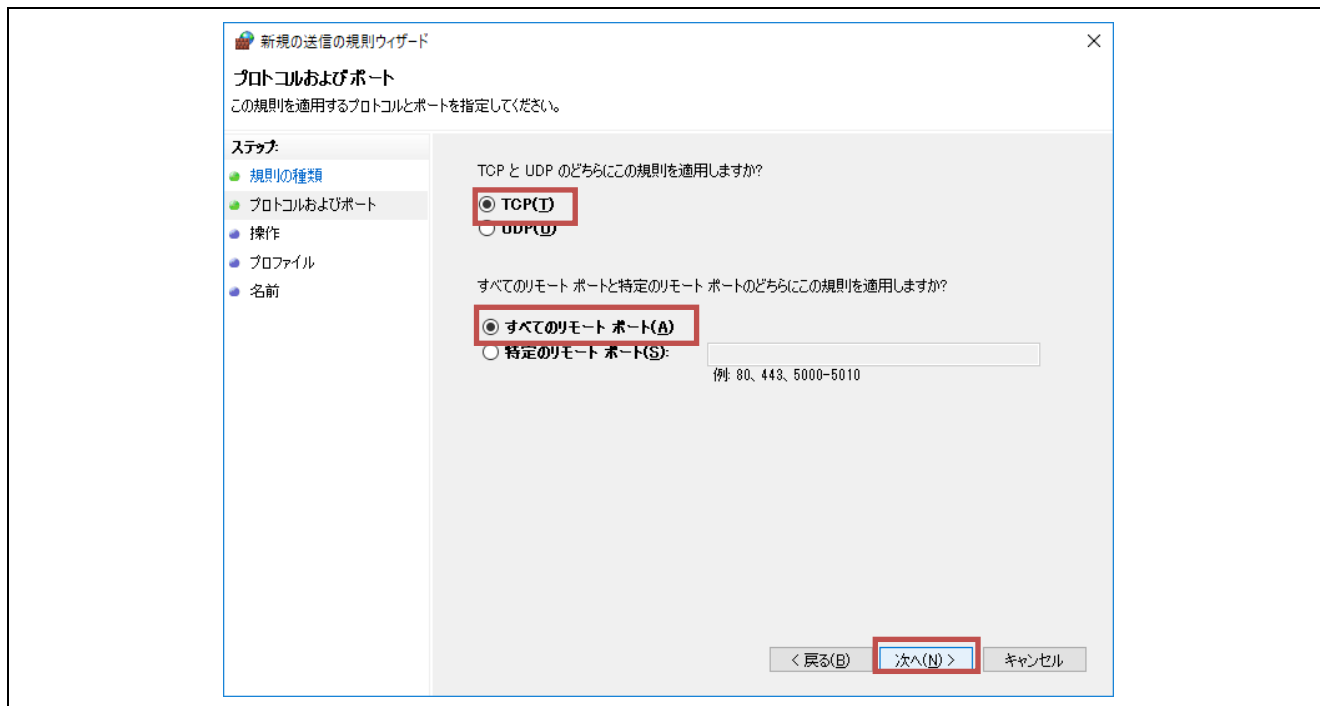 新規の送信の規則ウィザード
プロトコルおよびポート
この規則を適用するプロトコルとポートを指定してください。
ステップ:
規則の種類
プロトコルおよびポート
操作
プロファイル
名前
TCP と UDP のどちらにこの規則を適用しますか?
TCP(T)
UDP(U)
すべてのリモート ポートと特定のリモート ポートのどちらにこの規則を適用しますか?
すべてのリモート ポート(A)
特定のリモート ポート(S):
例: 80、443、5000-5010
< 戻る(B)
次へ(N) >
キャンセル